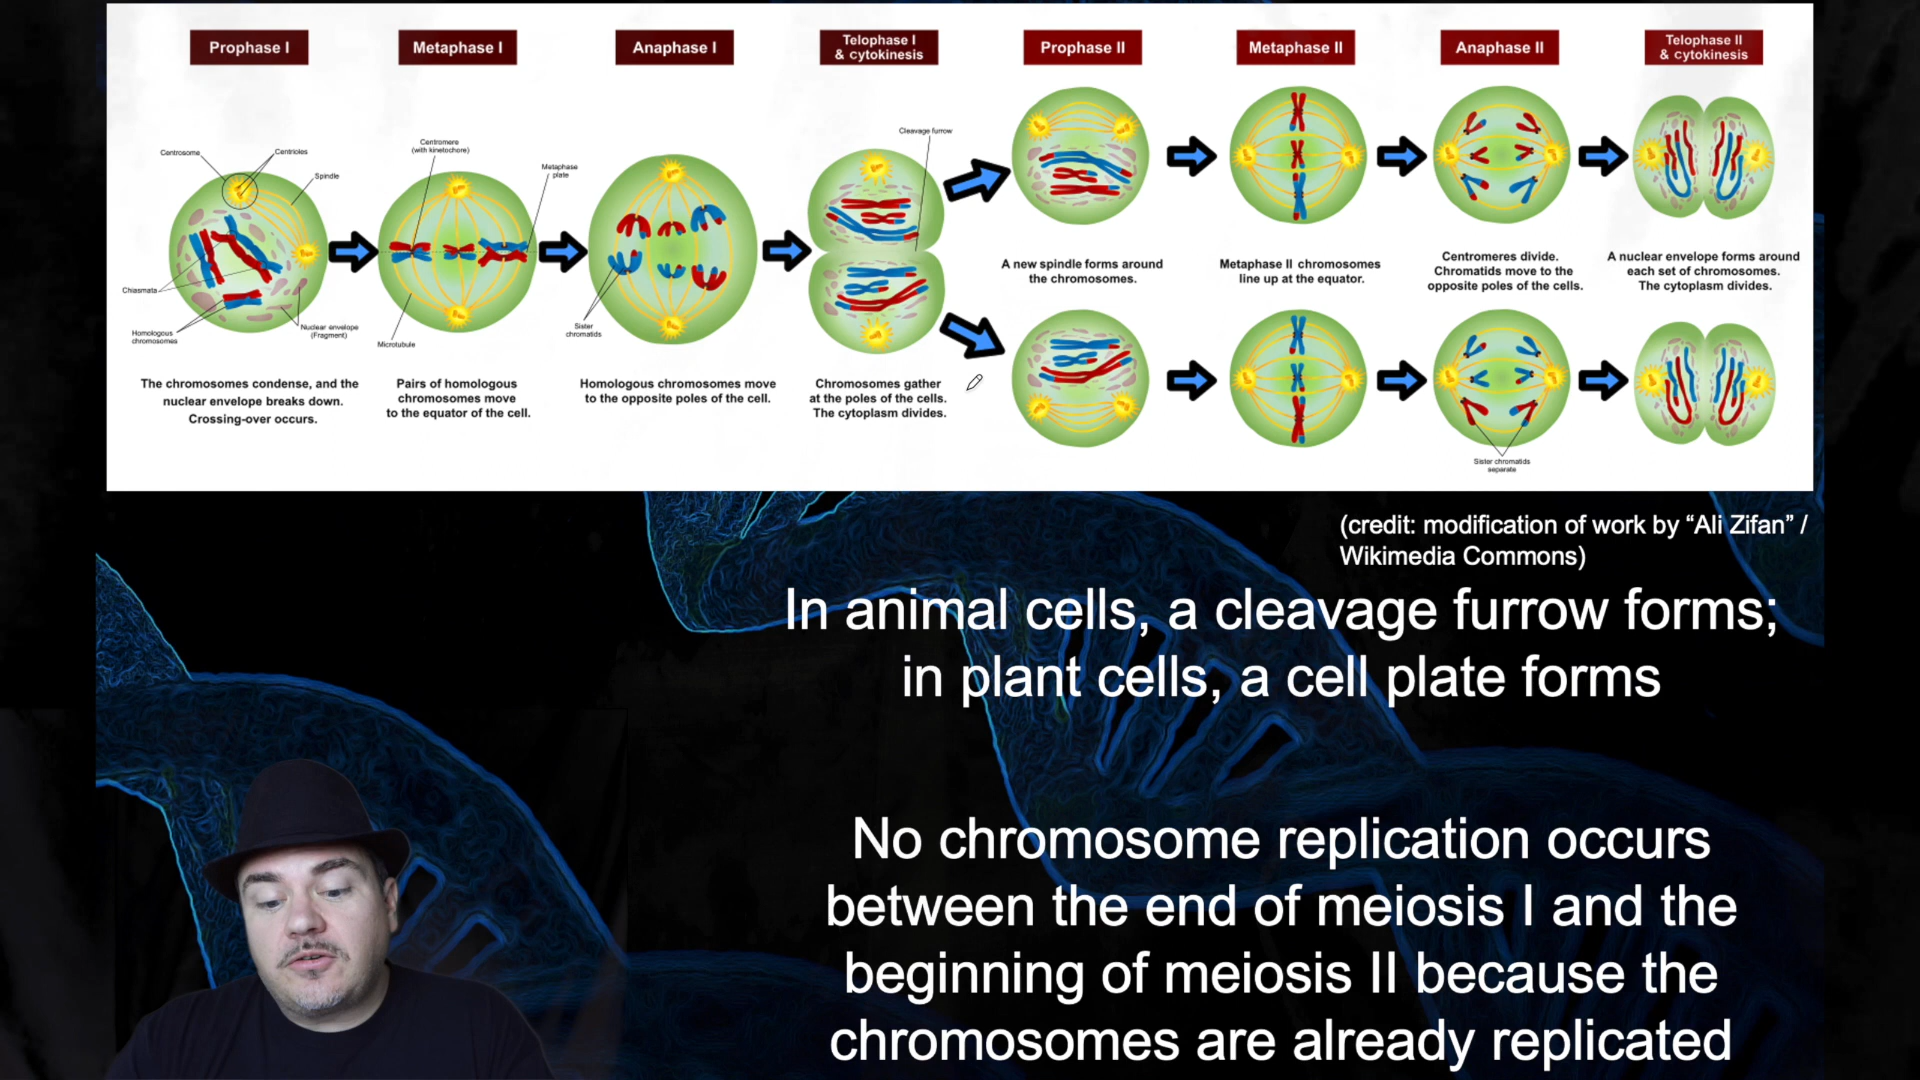 Prophase I
Metaphase I
Anaphase I
Telophase I
& cytokinesis
Prophase II
Metaphase II
Anaphase II
Telophase II
& cytokinesis
Centrosome
Centrioles
Spindle
Chiasmata
Homologous
chromosomes
Nuclear envelope
(Fragment)
Centromere
(with kinetochore)
Metaphase
plate
Microtubule
Sister
chromatids
Cleavage furrow
The chromosomes condense, and the
nuclear envelope breaks down.
Crossing-over occurs.
Pairs of homologous
chromosomes move
to the equator of the cell.
Homologous chromosomes move
to the opposite poles of the cell.
Chromosomes gather
at the poles of the cells.
The cytoplasm divides.
A new spindle forms around
the chromosomes.
Metaphase II chromosomes
line up at the equator.
Centromeres divide.
Chromatids move to the
opposite poles of the cells.
A nuclear envelope forms around
each set of chromosomes.
The cytoplasm divides.
Sister chromatids
separate
(credit: modification of work by “Ali Zifan” /
Wikimedia Commons)
In animal cells, a cleavage furrow forms;
in plant cells, a cell plate forms
No chromosome replication occurs
between the end of meiosis I and the
beginning of meiosis II because the
chromosomes are already replicated